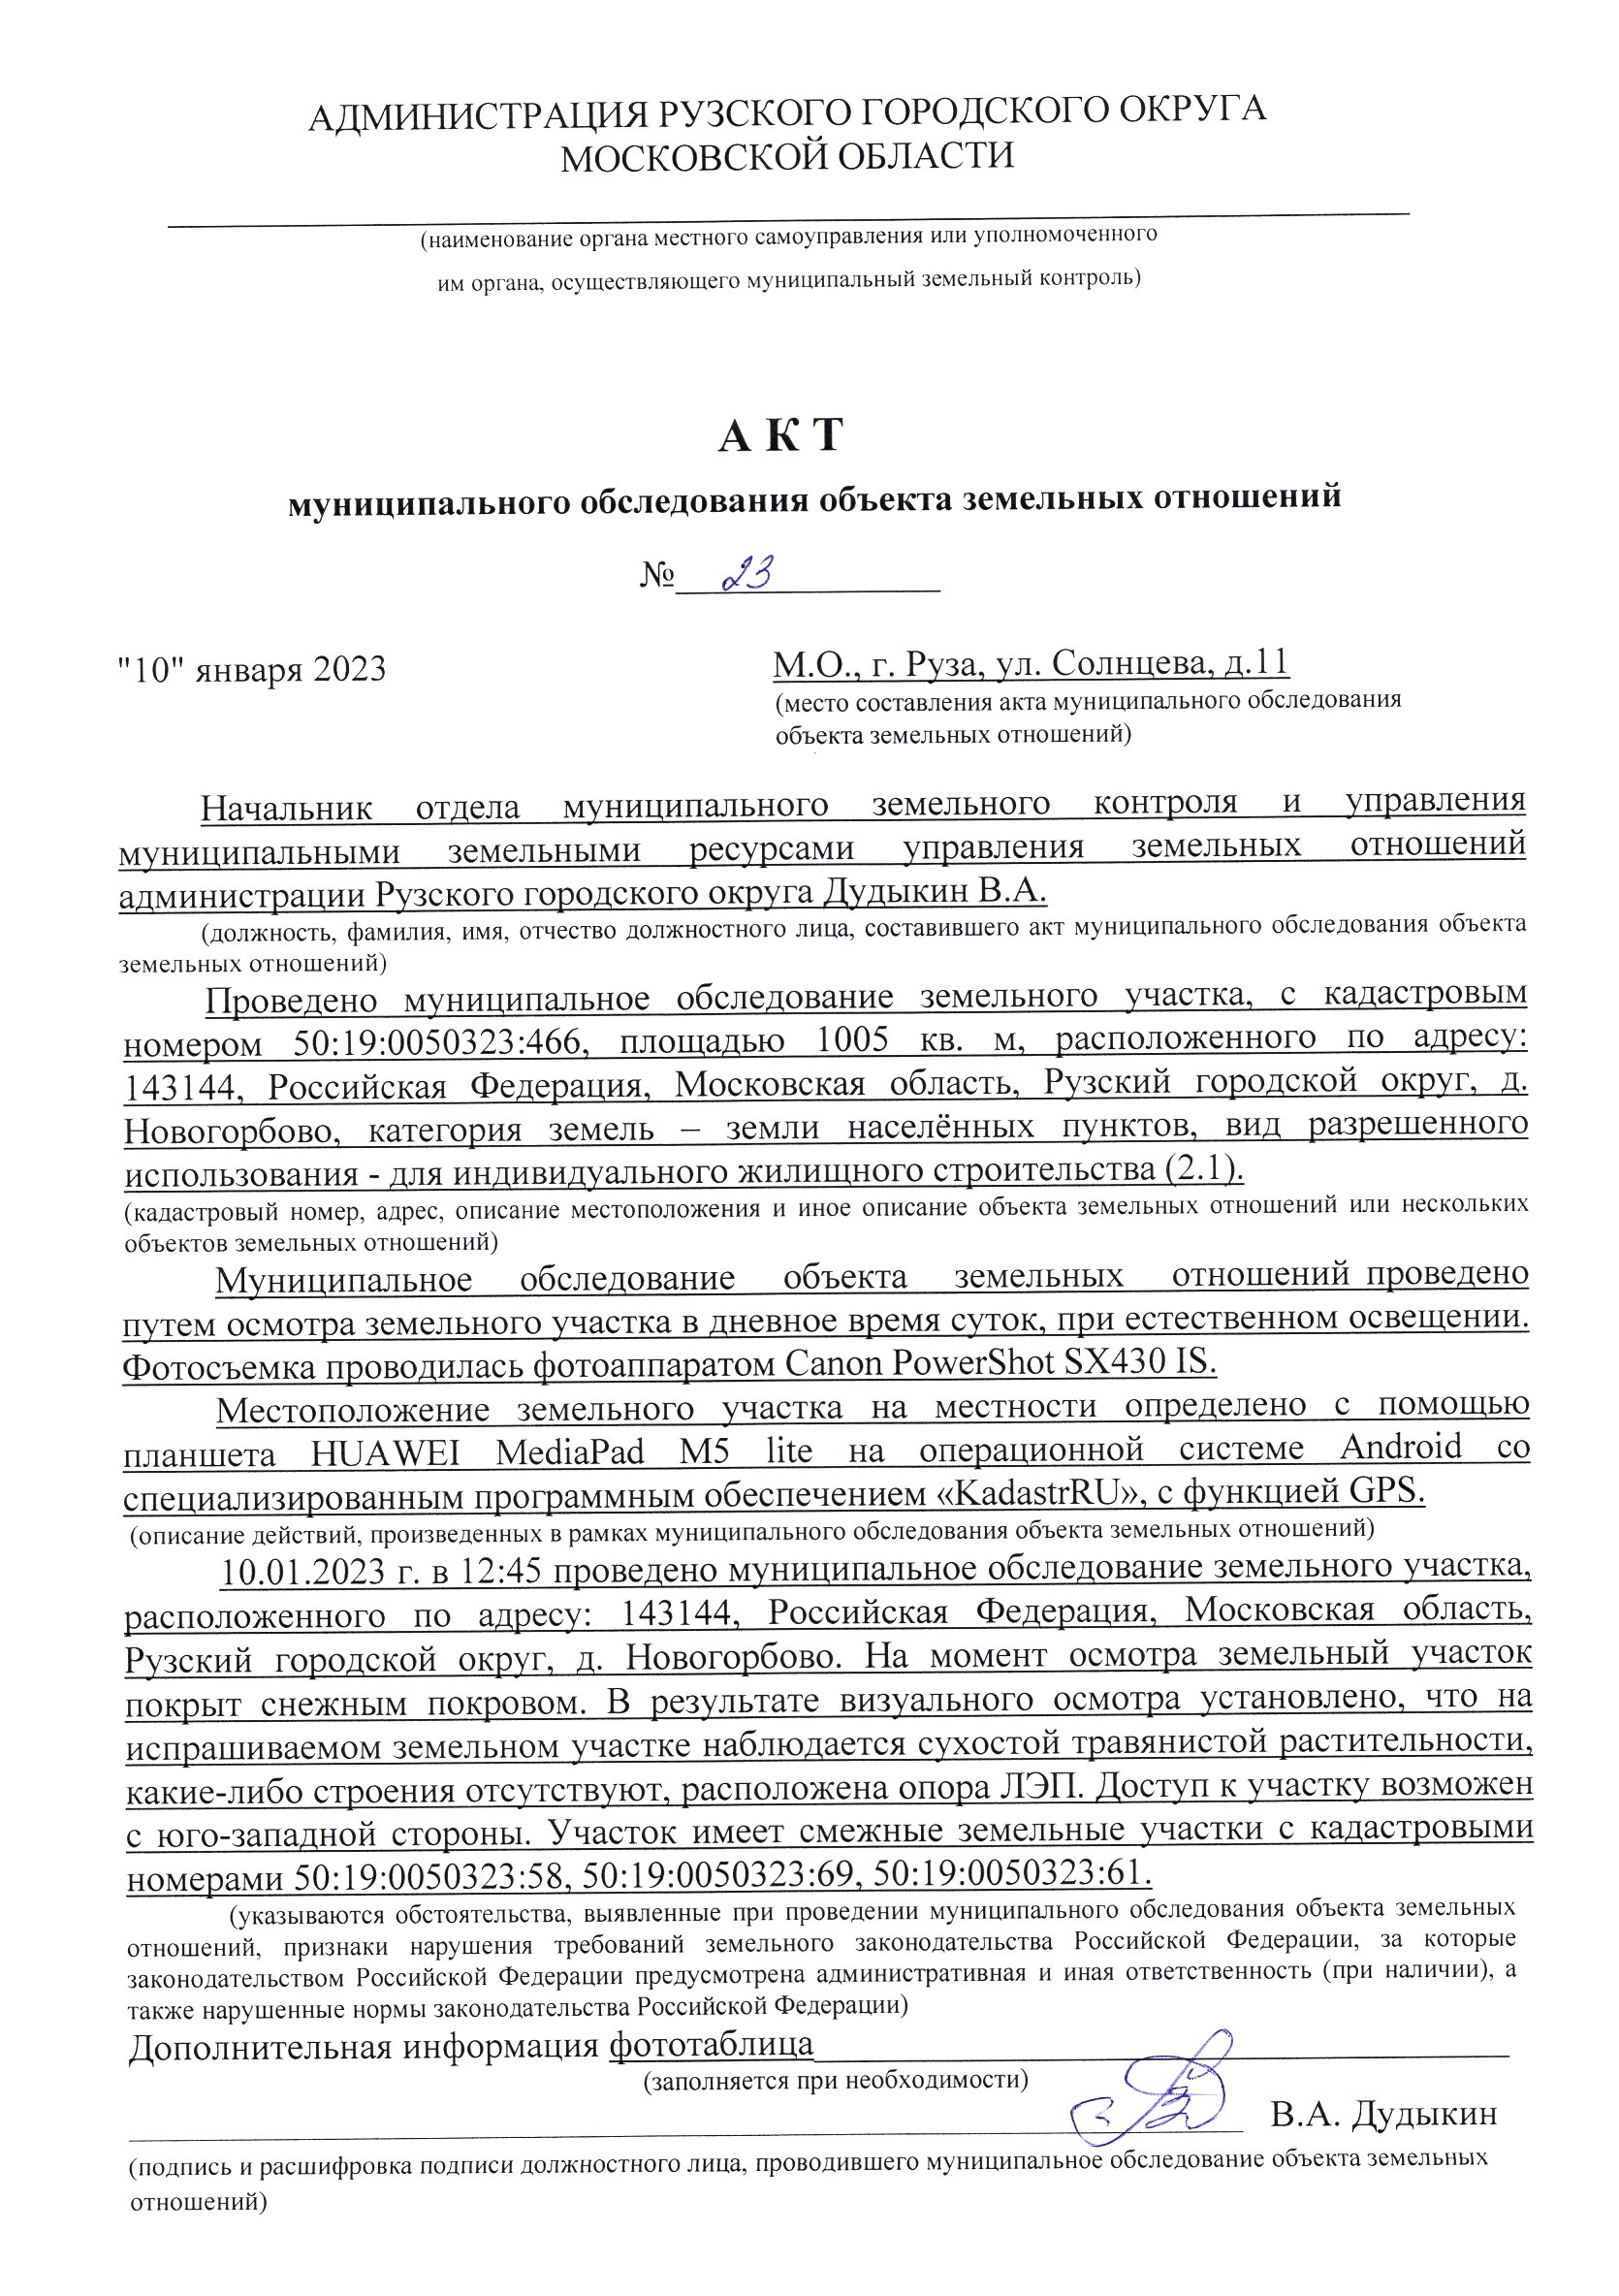 АДМИНИСТРАЦИЯ РУЗСКОГО ГОРОДСКОГО ОКРУГА
МОСКОВСКОЙ ОБЛАСТИ
(наименование органа местного самоуправления или уполномоченного
им органа, осуществляющего муниципальный земельный контроль)
А К Т
муниципального обследования объекта земельных отношений
№ 23
"10" января 2023
М.О., г. Руза, ул. Солнцева, д.11
(место составления акта муниципального обследования
объекта земельных отношений)
Начальник отдела муниципального земельного контроля и управления
муниципальными земельными ресурсами управления земельных отношений
администрации Рузского городского округа Дудыкин В.А.
(должность, фамилия, имя, отчество должностного лица, составившего акт муниципального обследования объекта
земельных отношений)
Проведено муниципальное обследование земельного участка, с кадастровым
номером 50:19:0050323:466, площадью 1005 кв. м, расположенного по адресу:
143144, Российская Федерация, Московская область, Рузский городской округ, д.
Новогорбово, категория земель – земли населённых пунктов, вид разрешенного
использования - для индивидуального жилищного строительства (2.1).
(кадастровый номер, адрес, описание местоположения и иное описание объекта земельных отношений или нескольких
объектов земельных отношений)
Муниципальное обследование объекта земельных отношений проведено
путем осмотра земельного участка в дневное время суток, при естественном освещении.
Фотосъемка проводилась фотоаппаратом Canon PowerShot SX430 IS.
Местоположение земельного участка на местности определено с помощью
планшета HUAWEI MediaPad M5 lite на операционной системе Android со
специализированным программным обеспечением «KadastrRU», с функцией GPS.
(описание действий, произведенных в рамках муниципального обследования объекта земельных отношений)
10.01.2023 г. в 12:45 проведено муниципальное обследование земельного участка,
расположенного по адресу: 143144, Российская Федерация, Московская область,
Рузский городской округ, д. Новогорбово. На момент осмотра земельный участок
покрыт снежным покровом. В результате визуального осмотра установлено, что на
испрашиваемом земельном участке наблюдается сухостой травянистой растительности,
какие-либо строения отсутствуют, расположена опора ЛЭП. Доступ к участку возможен
с юго-западной стороны. Участок имеет смежные земельные участки с кадастровыми
номерами 50:19:0050323:58, 50:19:0050323:69, 50:19:0050323:61.
(указываются обстоятельства, выявленные при проведении муниципального обследования объекта земельных
отношений, признаки нарушения требований земельного законодательства Российской Федерации, за которые
законодательством Российской Федерации предусмотрена административная и иная ответственность (при наличии), а
также нарушенные нормы законодательства Российской Федерации)
Дополнительная информация фототаблица
(заполняется при необходимости)
В.А. Дудыкин
(подпись и расшифровка подписи должностного лица, проводившего муниципальное обследование объекта земельных
отношений)